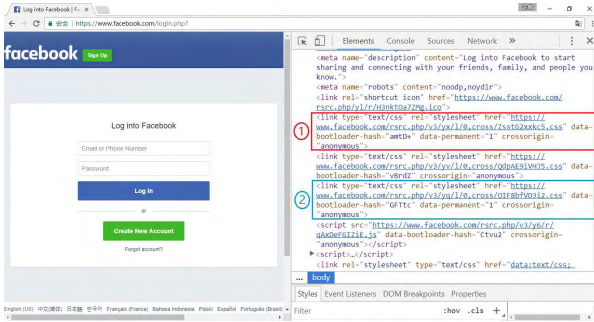 Log into Facebook | Fa
安全 | https://www.facebook.com/login.php?
facebook
Sign Up
Log into Facebook
Email or Phone Number
Password
Log In
or
Create New Account
Forgot account?
English (US) 中文(简体) 日本語 한국어 Français (France) Bahasa Indonesia Polski Español Português (Brasil)
Elements Console Sources Network »
<meta name="description" content="Log into Facebook to start
sharing and connecting with your friends, family, and people you
know.">
<meta name="robots" content="noodp,noydir">
<link rel="shortcut icon" href="https://www.facebook.com/
rsrc.php/yl/r/H3nktOa7ZMg.ico">
1
<link type="text/css" rel="stylesheet" href="https://
www.facebook.com/rsrc.php/v3/yx/l/0,cross/ZsstG2xxkc5.css" data-
bootloader-hash="amtD+" data-permanent="1" crossorigin=
"anonymous">
<link type="text/css" rel="stylesheet" href="https://
www.facebook.com/rsrc.php/v3/yx/l/0,cross/QdpAE9iVHJ5.css" data-
bootloader-hash="vBrdZ" crossorigin="anonymous">
2
<link type="text/css" rel="stylesheet" href="https://
www.facebook.com/rsrc.php/v3/yq/l/0,cross/OIF8bfVD3i2.css" data-
bootloader-hash="GFTtc" data-permanent="1" crossorigin=
"anonymous">
<script src="https://www.facebook.com/rsrc.php/v3/y6/r/
qAxDeFGIZiE.js" data-bootloader-hash="Ctvu2" crossorigin=
"anonymous"></script>
<script>…</script>
<link rel="stylesheet" type="text/css" href="data:text/css;
... body
Styles Event Listeners DOM Breakpoints Properties
Filter :hov .cls +